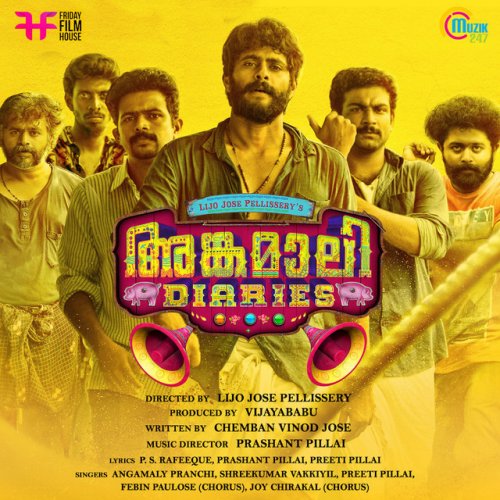 FRIDAY
FILM
HOUSE
MUZIK
247
LIJO JOSE PELLISSERY'S
അങ്കമാലി
DIARIES
DIRECTED BY LIJO JOSE PELLISSERY
PRODUCED BY VIJAYABABU
WRITTEN BY CHEMBAN VINOD JOSE
MUSIC DIRECTOR PRASHANT PILLAI
LYRICS P. S. RAFEEQUE, PRASHANT PILLAI, PREETI PILLAI
SINGERS ANGAMALY PRANCHI, SHREEKUMAR VAKKIYIL, PREETI PILLAI,
FEBIN PAULOSE (CHORUS), JOY CHIRAKAL (CHORUS)